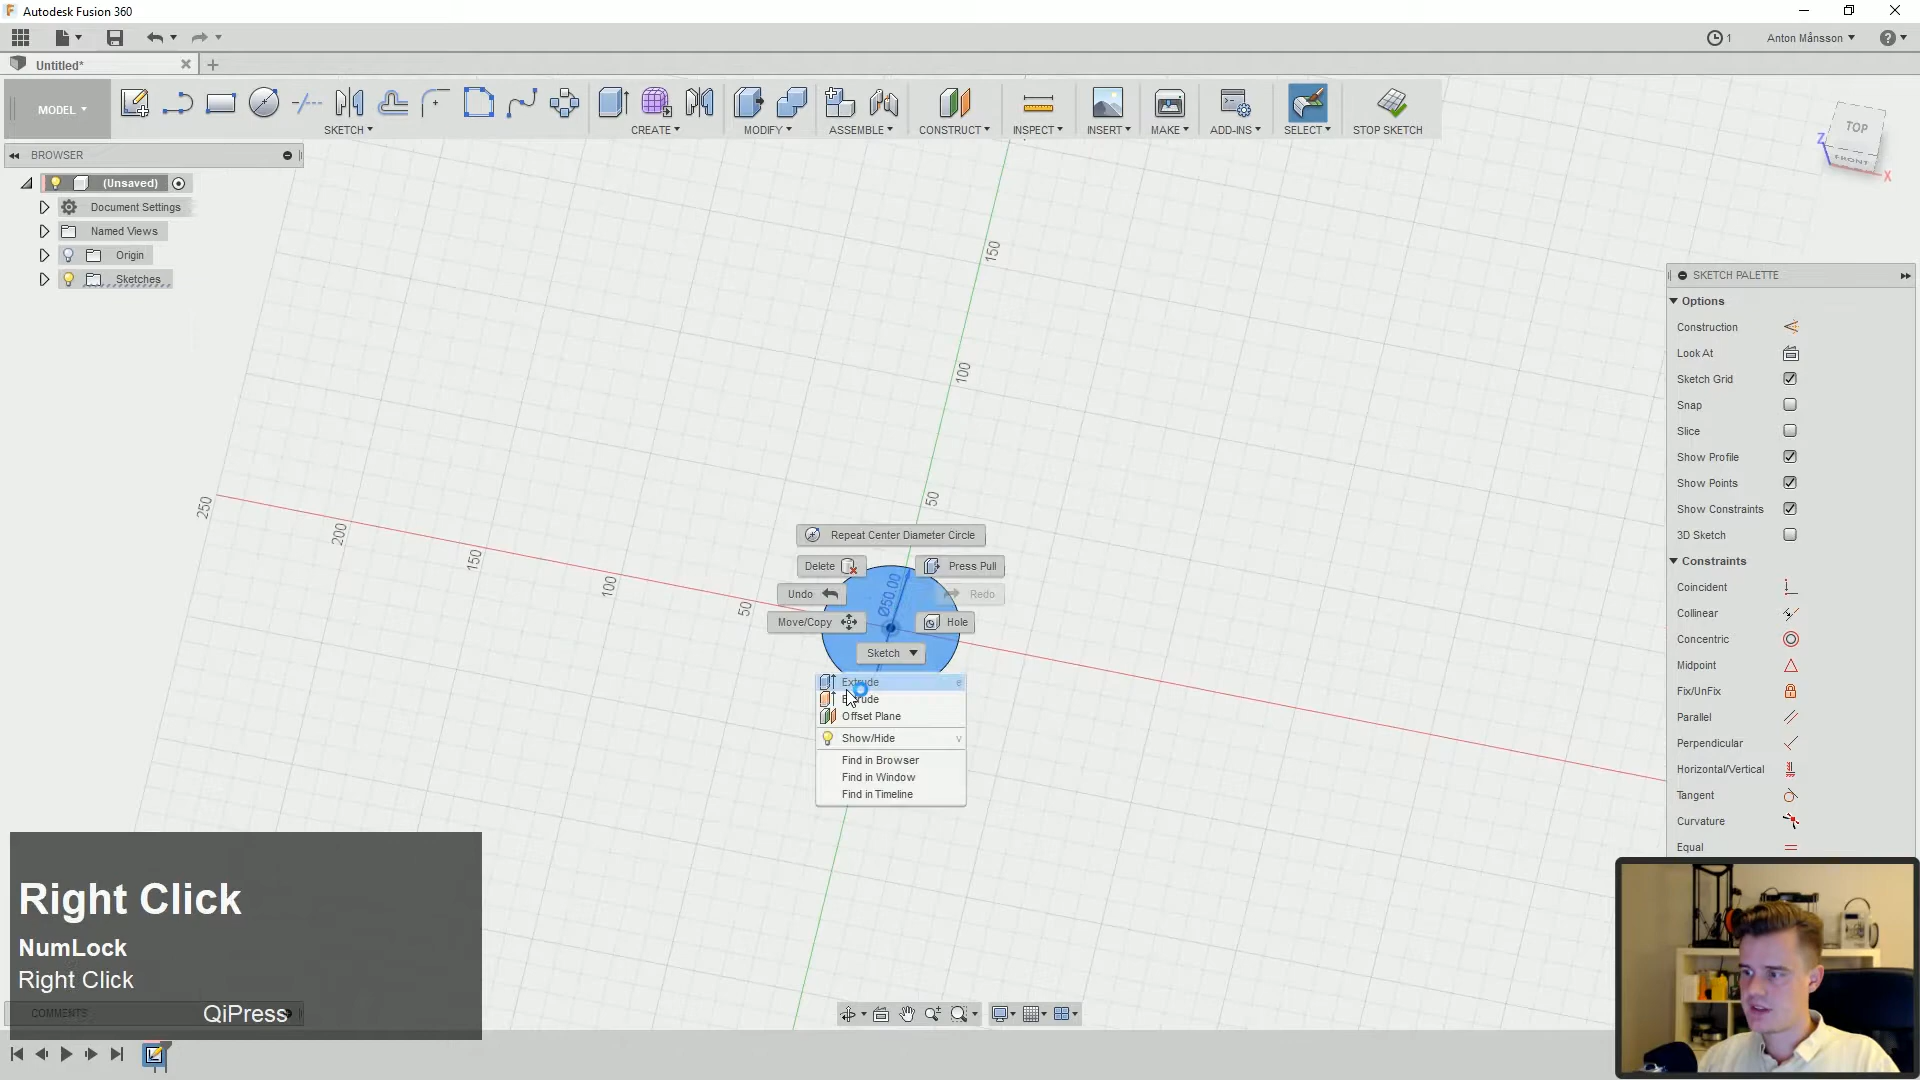 Autodesk Fusion 360
1
Anton Månsson
Untitled*
MODEL
SKETCH
CREATE
MODIFY
ASSEMBLE
CONSTRUCT
INSPECT
INSERT
MAKE
ADD-INS
SELECT
STOP SKETCH
TOP
FRONT
Z
X
BROWSER
(Unsaved)
Document Settings
Named Views
Origin
Sketches
150
100
50
250
200
150
100
50
Ø50.00
Repeat Center Diameter Circle
Delete
Press Pull
Undo
Redo
Move/Copy
Hole
Sketch
Extrude e
Extrude
Offset Plane
Show/Hide v
Find in Browser
Find in Window
Find in Timeline
SKETCH PALETTE
Options
Construction
Look At
Sketch Grid
Snap
Slice
Show Profile
Show Points
Show Constraints
3D Sketch
Constraints
Coincident
Collinear
Concentric
Midpoint
Fix/UnFix
Parallel
Perpendicular
Horizontal/Vertical
Tangent
Curvature
Equal
Right Click
NumLock
Right Click
COMMENTS
QiPress